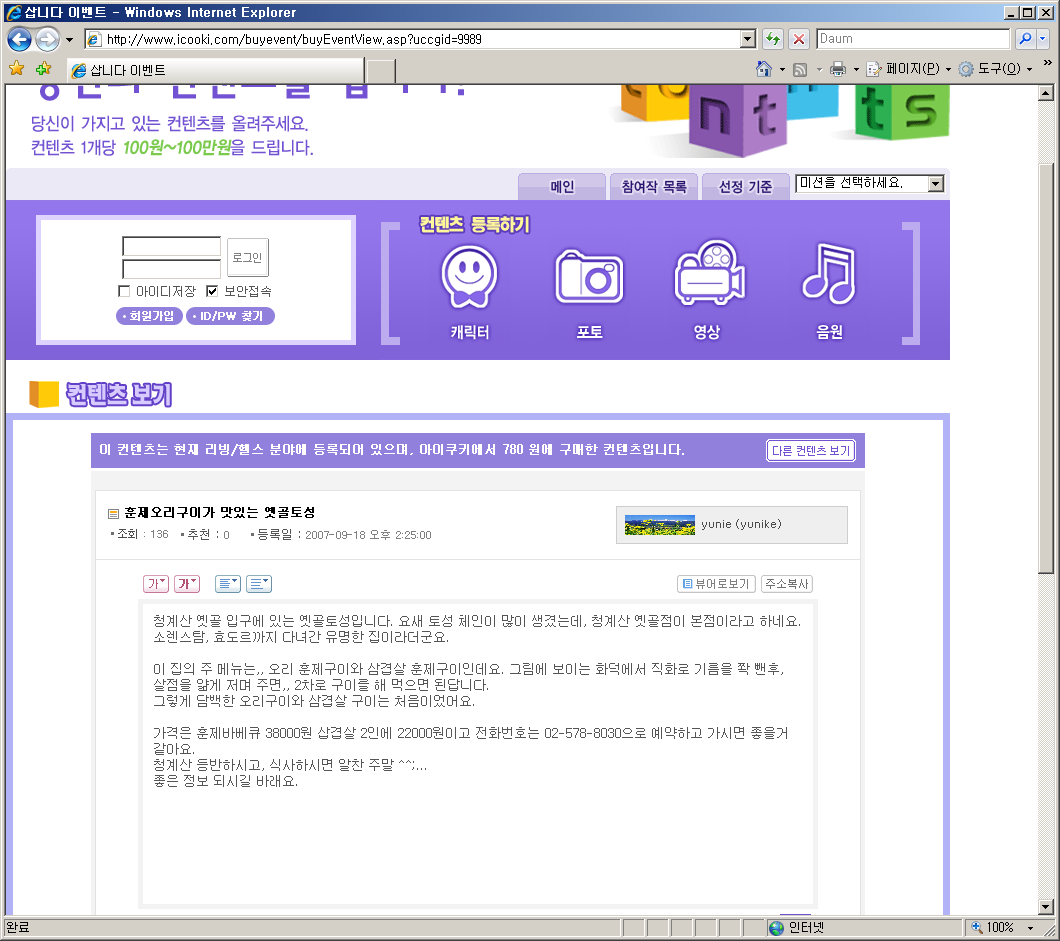 삽니다 이벤트 - Windows Internet Explorer
http://www.icooki.com/buyevent/buyEventView.asp?uccgid=9989
Daum
삽니다 이벤트
페이지(P)
도구(O)
당신이 가지고 있는 컨텐츠를 올려주세요.
컨텐츠 1개당 100원~100만원을 드립니다.
n t
t s
메인
참여작 목록
선정 기준
미션을 선택하세요.
컨텐츠 등록하기
로그인
아이디저장
보안접속
회원가입
ID/PW 찾기
캐릭터
포토
영상
음원
컨텐츠 보기
이 컨텐츠는 현재 리빙/헬스 분야에 등록되어 있으며, 아이쿠키에서 780 원에 구매한 컨텐츠입니다.
다른 컨텐츠 보기
훈제오리구이가 맛있는 옛골토성
조회 : 136 추천 : 0 등록일 : 2007-09-18 오후 2:25:00
yunie (yunike)
가
가
뷰어로보기
주소복사
청계산 옛골 입구에 있는 옛골토성입니다. 요새 토성 체인이 많이 생겼는데, 청계산 옛골점이 본점이라고 하네요.
소렌스탐, 효도르까지 다녀간 유명한 집이라더군요.
이 집의 주 메뉴는,, 오리 훈제구이와 삼겹살 훈제구이인데요. 그림에 보이는 화덕에서 직화로 기름을 쫙 뺀후,
살점을 얇게 저며 주면,, 2차로 구이를 해 먹으면 된답니다.
그렇게 담백한 오리구이와 삼겹살 구이는 처음이었어요.
가격은 훈제바베큐 38000원 삽겹살 2인에 22000원이고 전화번호는 02-578-8030으로 예약하고 가시면 좋을거
같아요.
청계산 등반하시고, 식사하시면 알찬 주말 ^^;...
좋은 정보 되시길 바래요.
완료
인터넷
100%